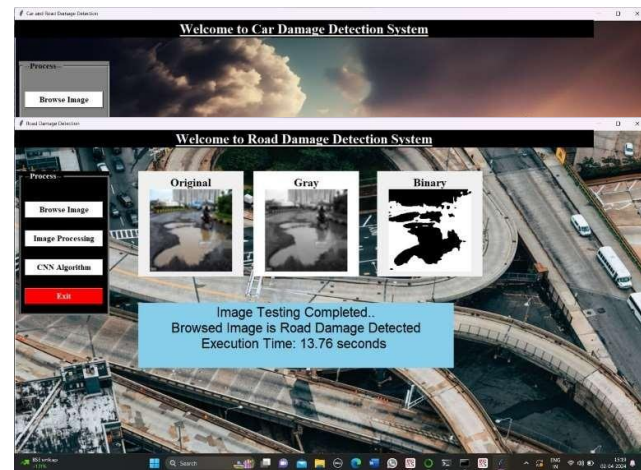 Car and Road Damage Detection
Welcome to Car Damage Detection System
Process
Browse Image
Road Damage Detection
Welcome to Road Damage Detection System
Process
Browse Image
Image Processing
CNN Algorithm
Exit
Original
Gray
Binary
Image Testing Completed..
Browsed Image is Road Damage Detected
Execution Time: 13.76 seconds
Search
ENG
IN